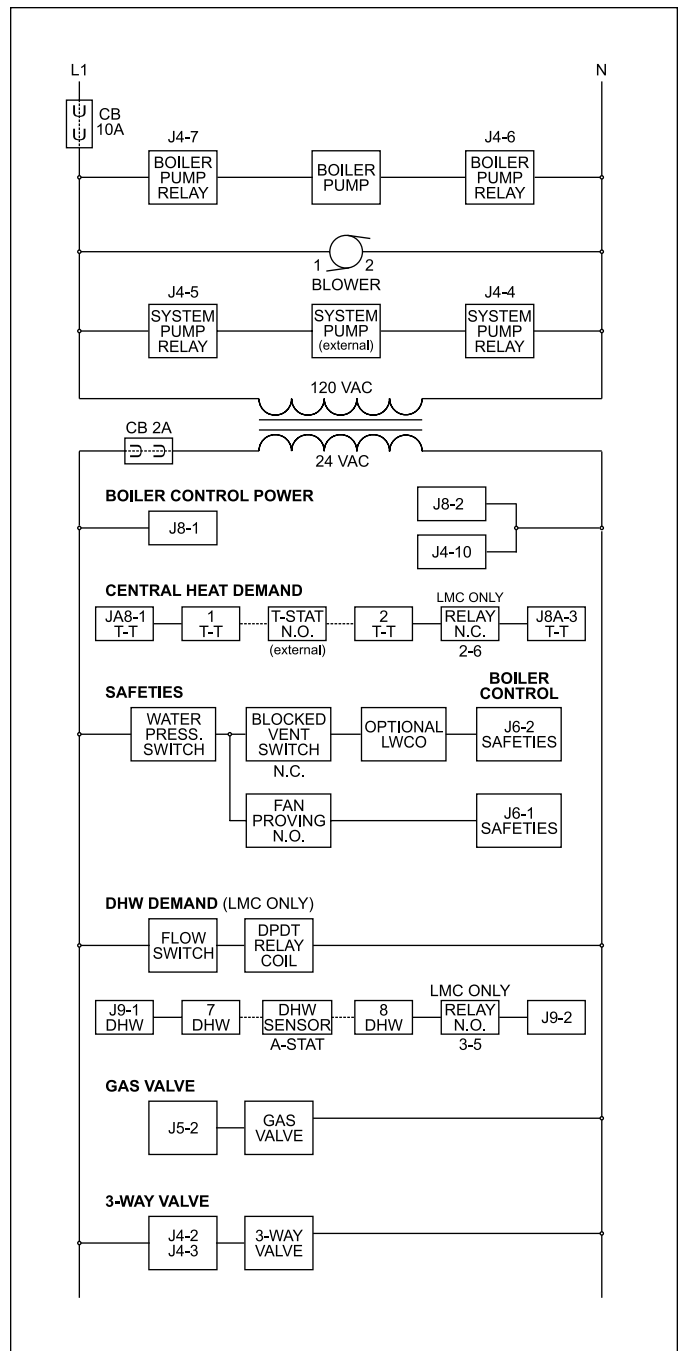 L1
N
CB
10A
J4-7
J4-6
BOILER
PUMP
RELAY
BOILER
PUMP
BOILER
PUMP
RELAY
1
2
BLOWER
J4-5
J4-4
SYSTEM
PUMP
RELAY
SYSTEM
PUMP
(external)
SYSTEM
PUMP
RELAY
120 VAC
CB 2A
24 VAC
BOILER CONTROL POWER
J8-1
J8-2
J4-10
CENTRAL HEAT DEMAND
LMC ONLY
JA8-1
T-T
1
T-T
T-STAT
N.O.
(external)
2
T-T
RELAY
N.C.
2-6
J8A-3
T-T
SAFETIES
BOILER
CONTROL
WATER
PRESS.
SWITCH
BLOCKED
VENT
SWITCH
N.C.
OPTIONAL
LWCO
J6-2
SAFETIES
FAN
PROVING
N.O.
J6-1
SAFETIES
DHW DEMAND (LMC ONLY)
FLOW
SWITCH
DPDT
RELAY
COIL
LMC ONLY
J9-1
DHW
7
DHW
DHW
SENSOR
A-STAT
8
DHW
RELAY
N.O.
3-5
J9-2
GAS VALVE
J5-2
GAS
VALVE
3-WAY VALVE
J4-2
J4-3
3-WAY
VALVE